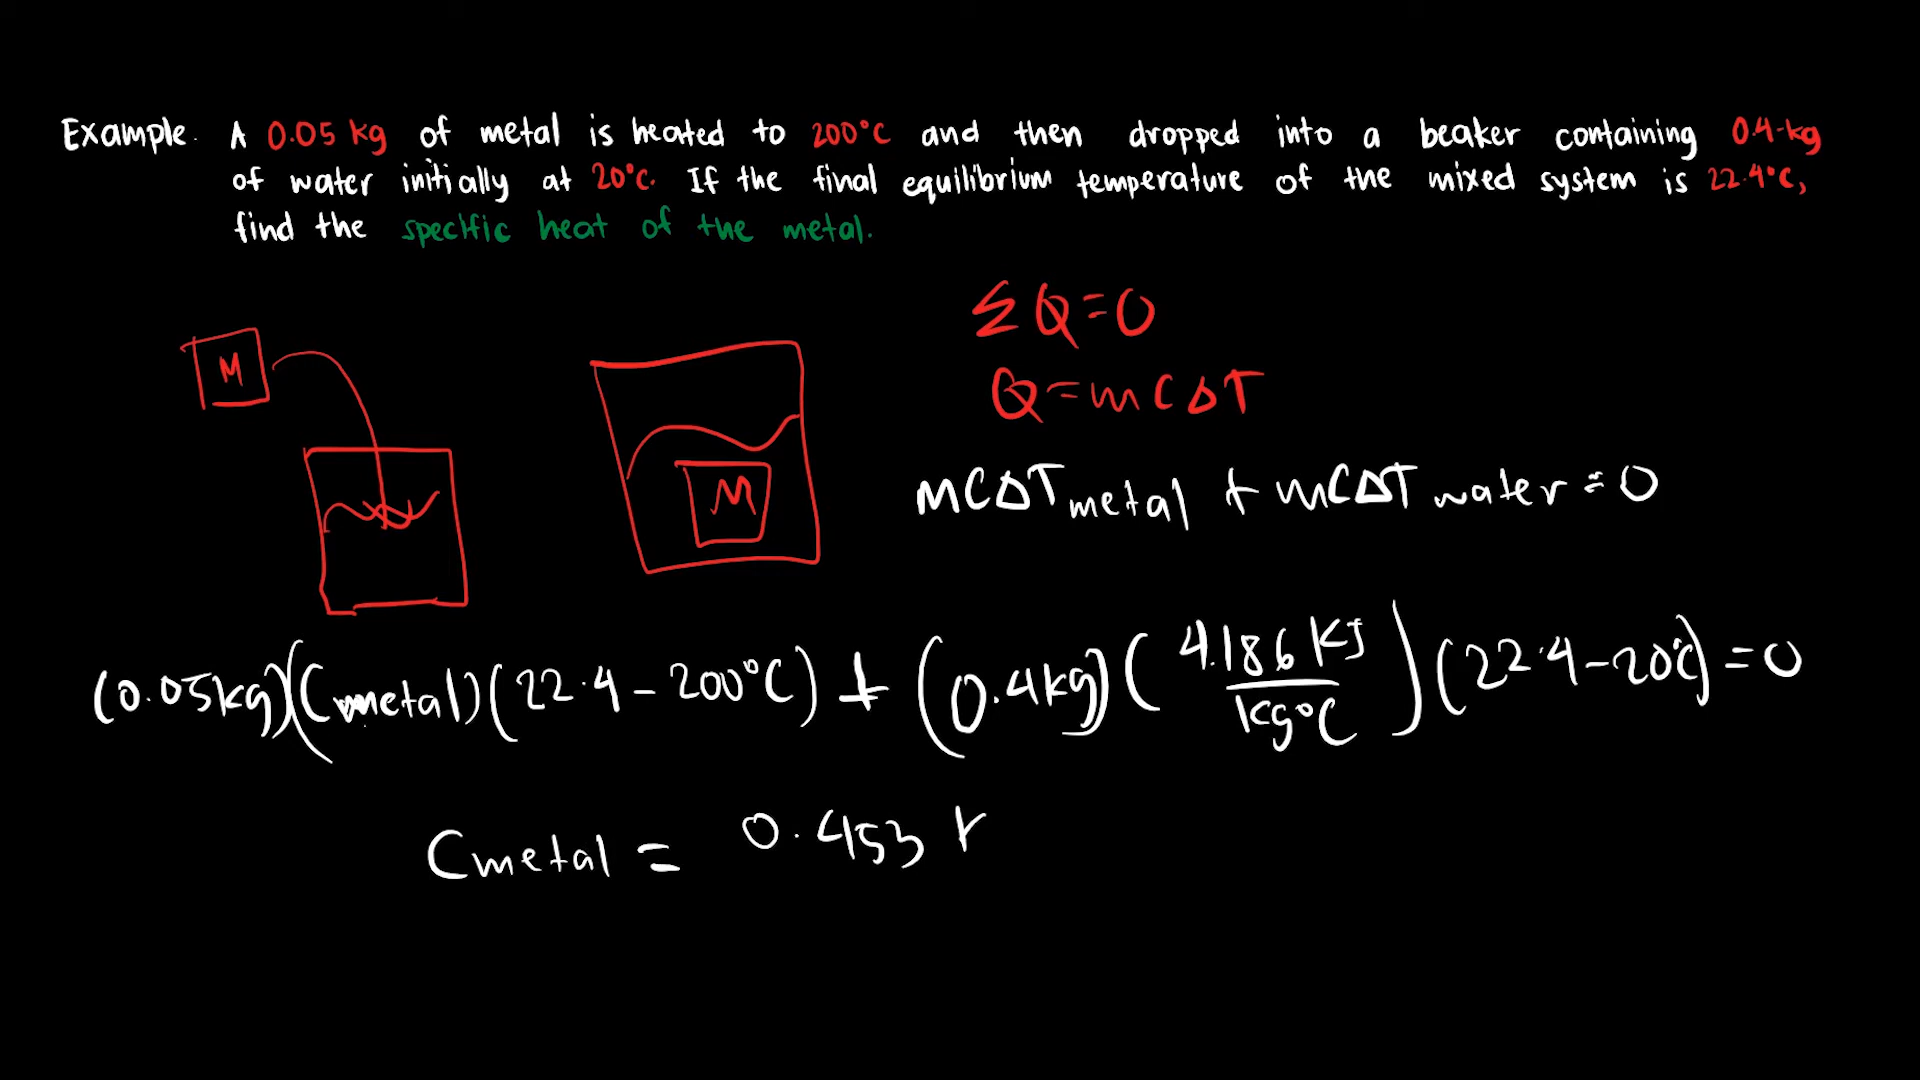 Example. A 0.05 kg of metal is heated to 200°C and then dropped into a beaker containing 0.4-kg
of water initially at 20°C. If the final equilibrium temperature of the mixed system is 22.4°C,
find the specific heat of the metal.
M
M
ΣQ=0
Q=mCΔT
mCΔT metal + mCΔT water = 0
(0.05kg)(Cmetal)(22.4-200°C) + (0.4kg)(4.186 KJ / kg°C)(22.4-20°C) = 0
Cmetal = 0.453